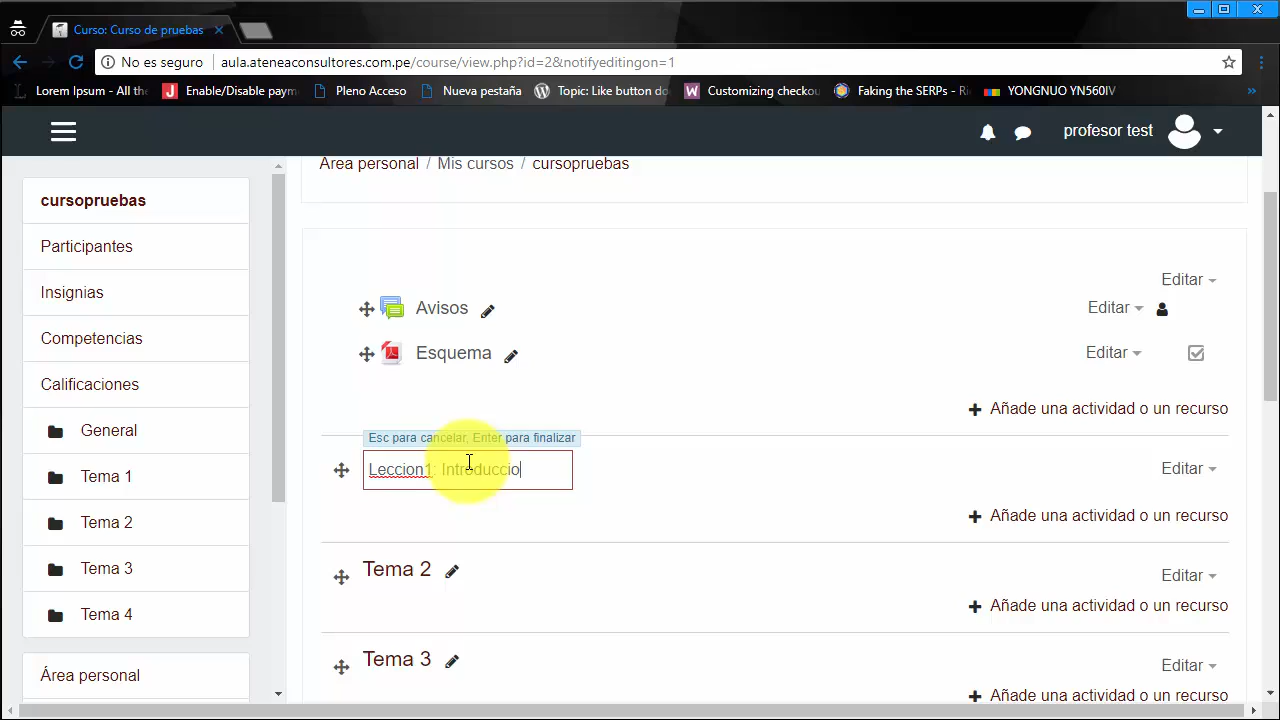 Curso: Curso de pruebas
No es seguro
aula.ateneaconsultores.com.pe/course/view.php?id=2&notifyeditingon=1
Lorem Ipsum - All the
Enable/Disable paym
Pleno Acceso
Nueva pestaña
Topic: Like button do
Customizing checkou
Faking the SERPs - Ri
YONGNUO YN560IV
profesor test
Area personal / Mis cursos / cursopruebas
cursopruebas
Participantes
Insignias
Competencias
Calificaciones
General
Tema 1
Tema 2
Tema 3
Tema 4
Área personal
Editar
Avisos
Editar
Esquema
Editar
Añade una actividad o un recurso
Esc para cancelar, Enter para finalizar
Leccion1: Introduccio
Editar
Añade una actividad o un recurso
Tema 2
Editar
Añade una actividad o un recurso
Tema 3
Editar
Añade una actividad o un recurso